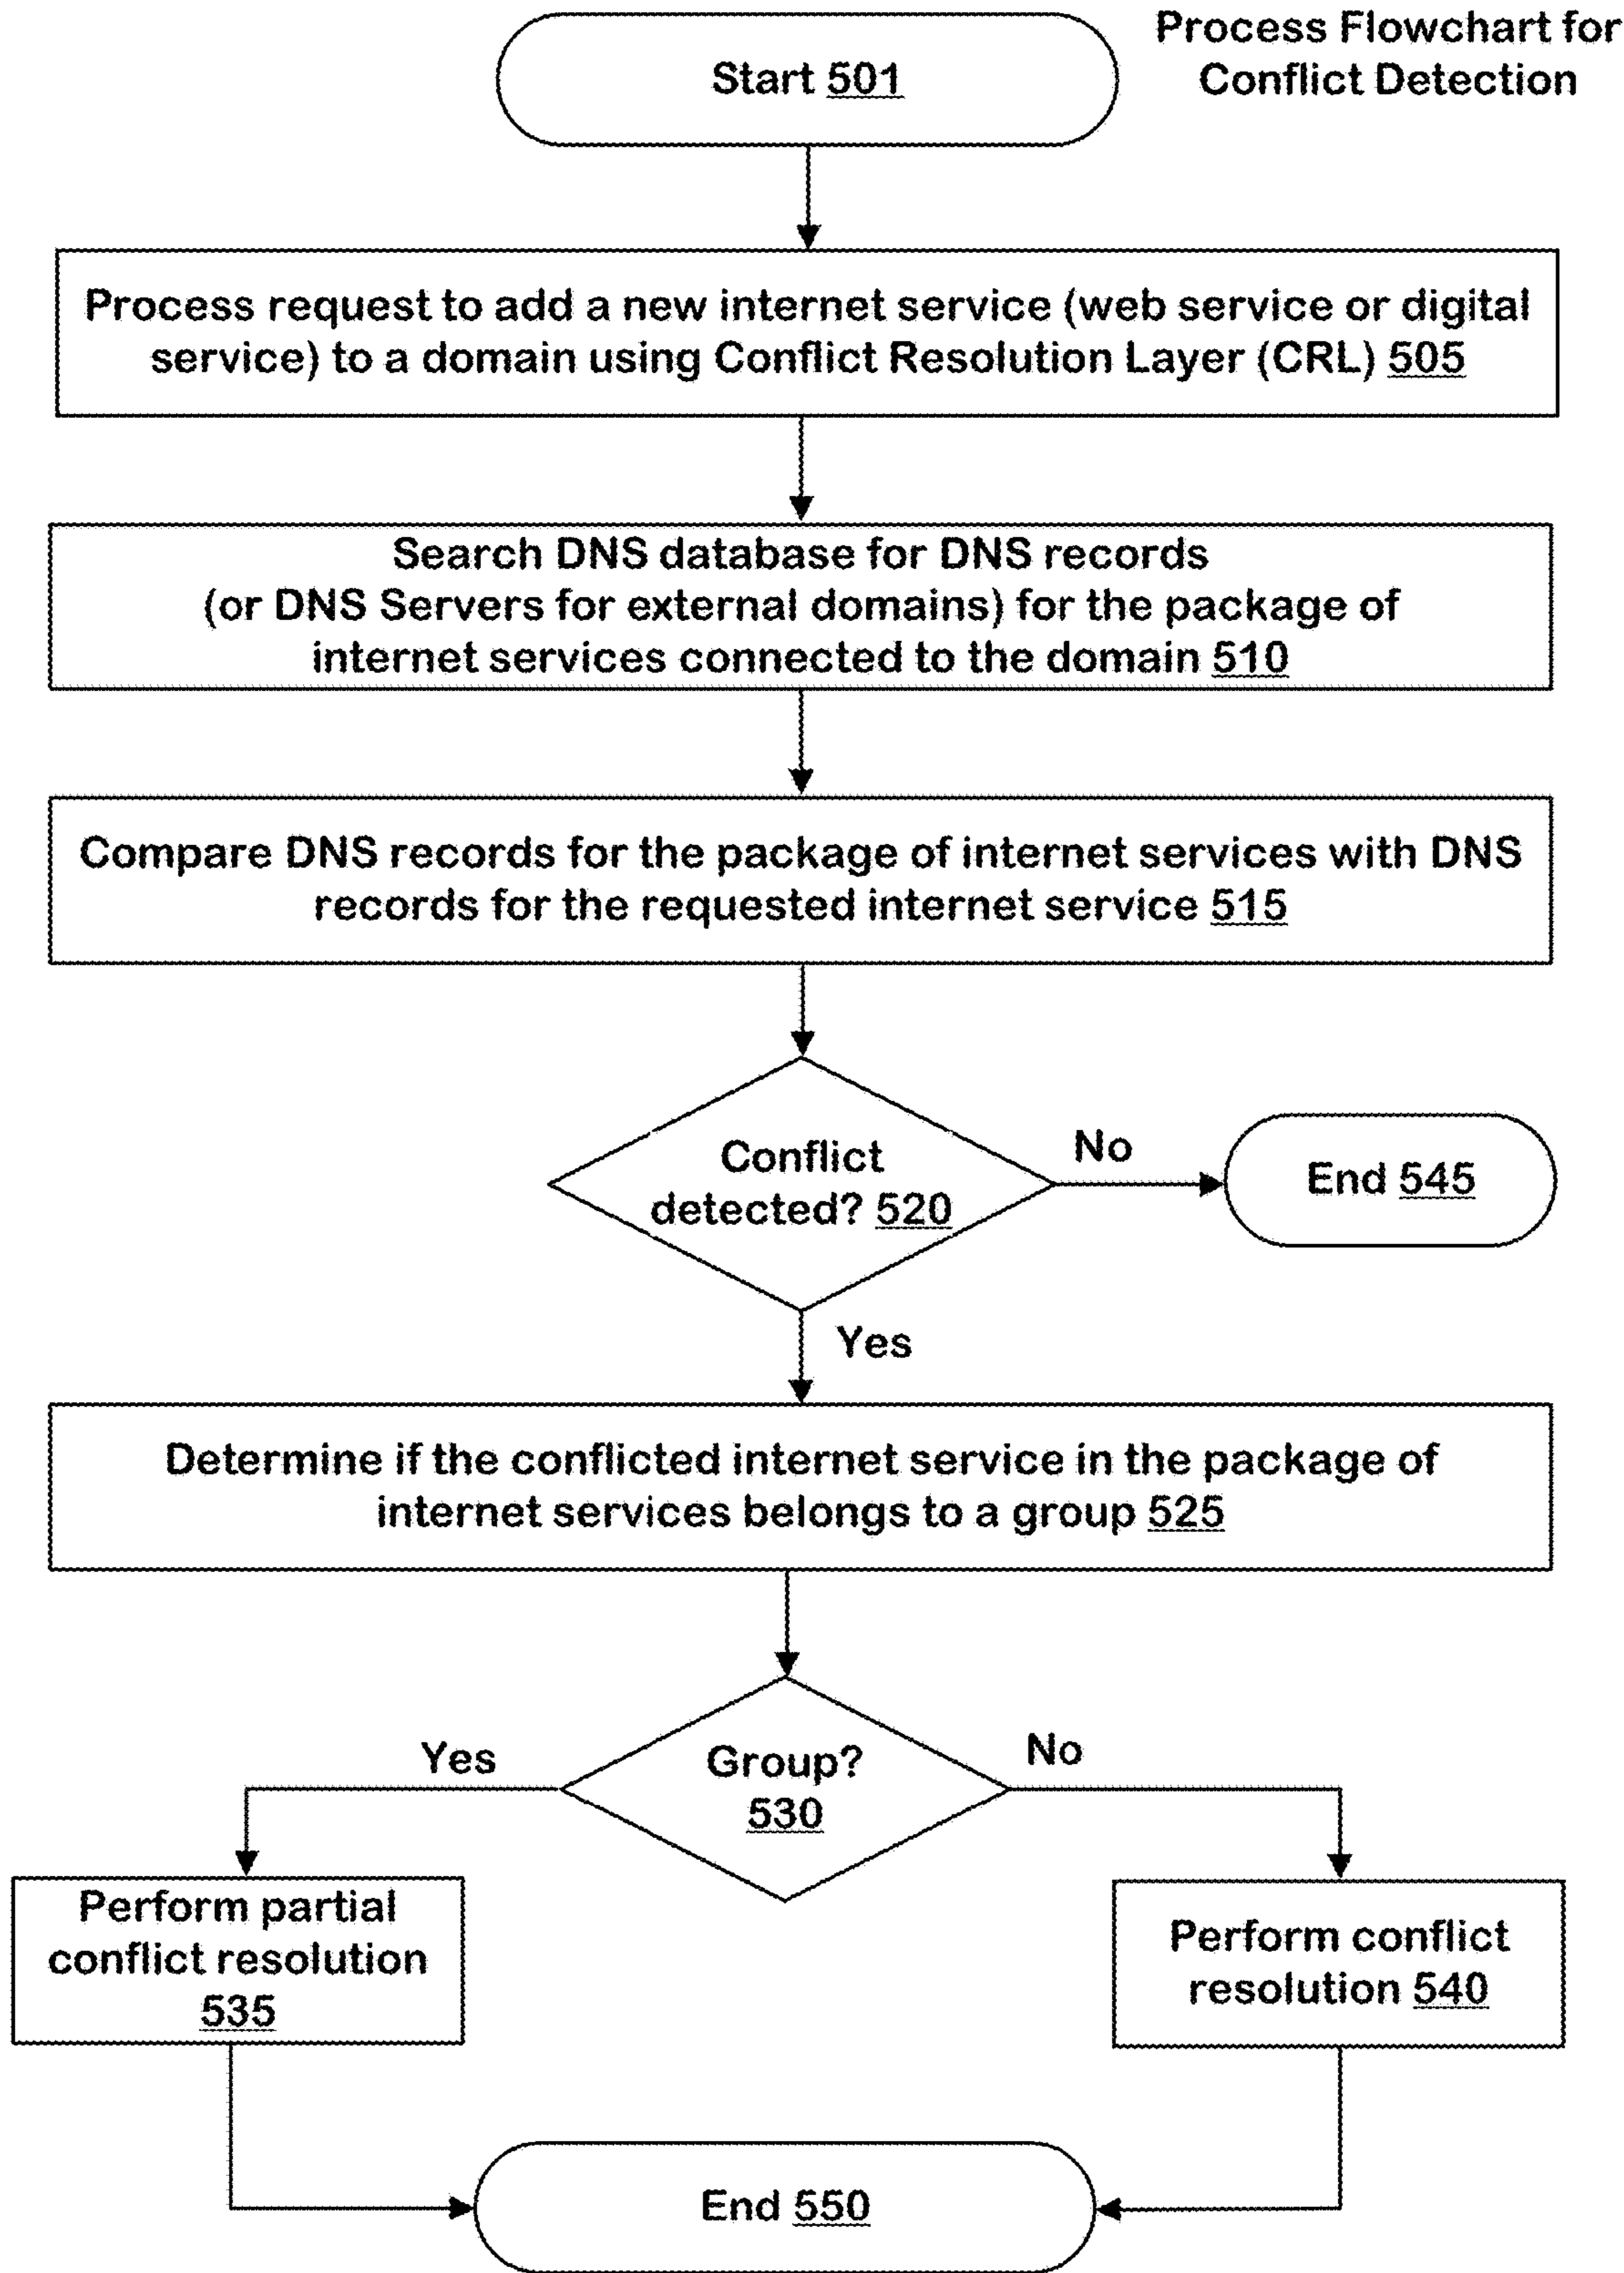 Process Flowchart for
Conflict Detection
Start 501
Process request to add a new internet service (web service or digital
service) to a domain using Conflict Resolution Layer (CRL) 505
Search DNS database for DNS records
(or DNS Servers for external domains) for the package of
internet services connected to the domain 510
Compare DNS records for the package of internet services with DNS
records for the requested internet service 515
Conflict
detected? 520
No
End 545
Yes
Determine if the conflicted internet service in the package of
internet services belongs to a group 525
Group?
530
Yes
No
Perform partial
conflict resolution
535
Perform conflict
resolution 540
End 550